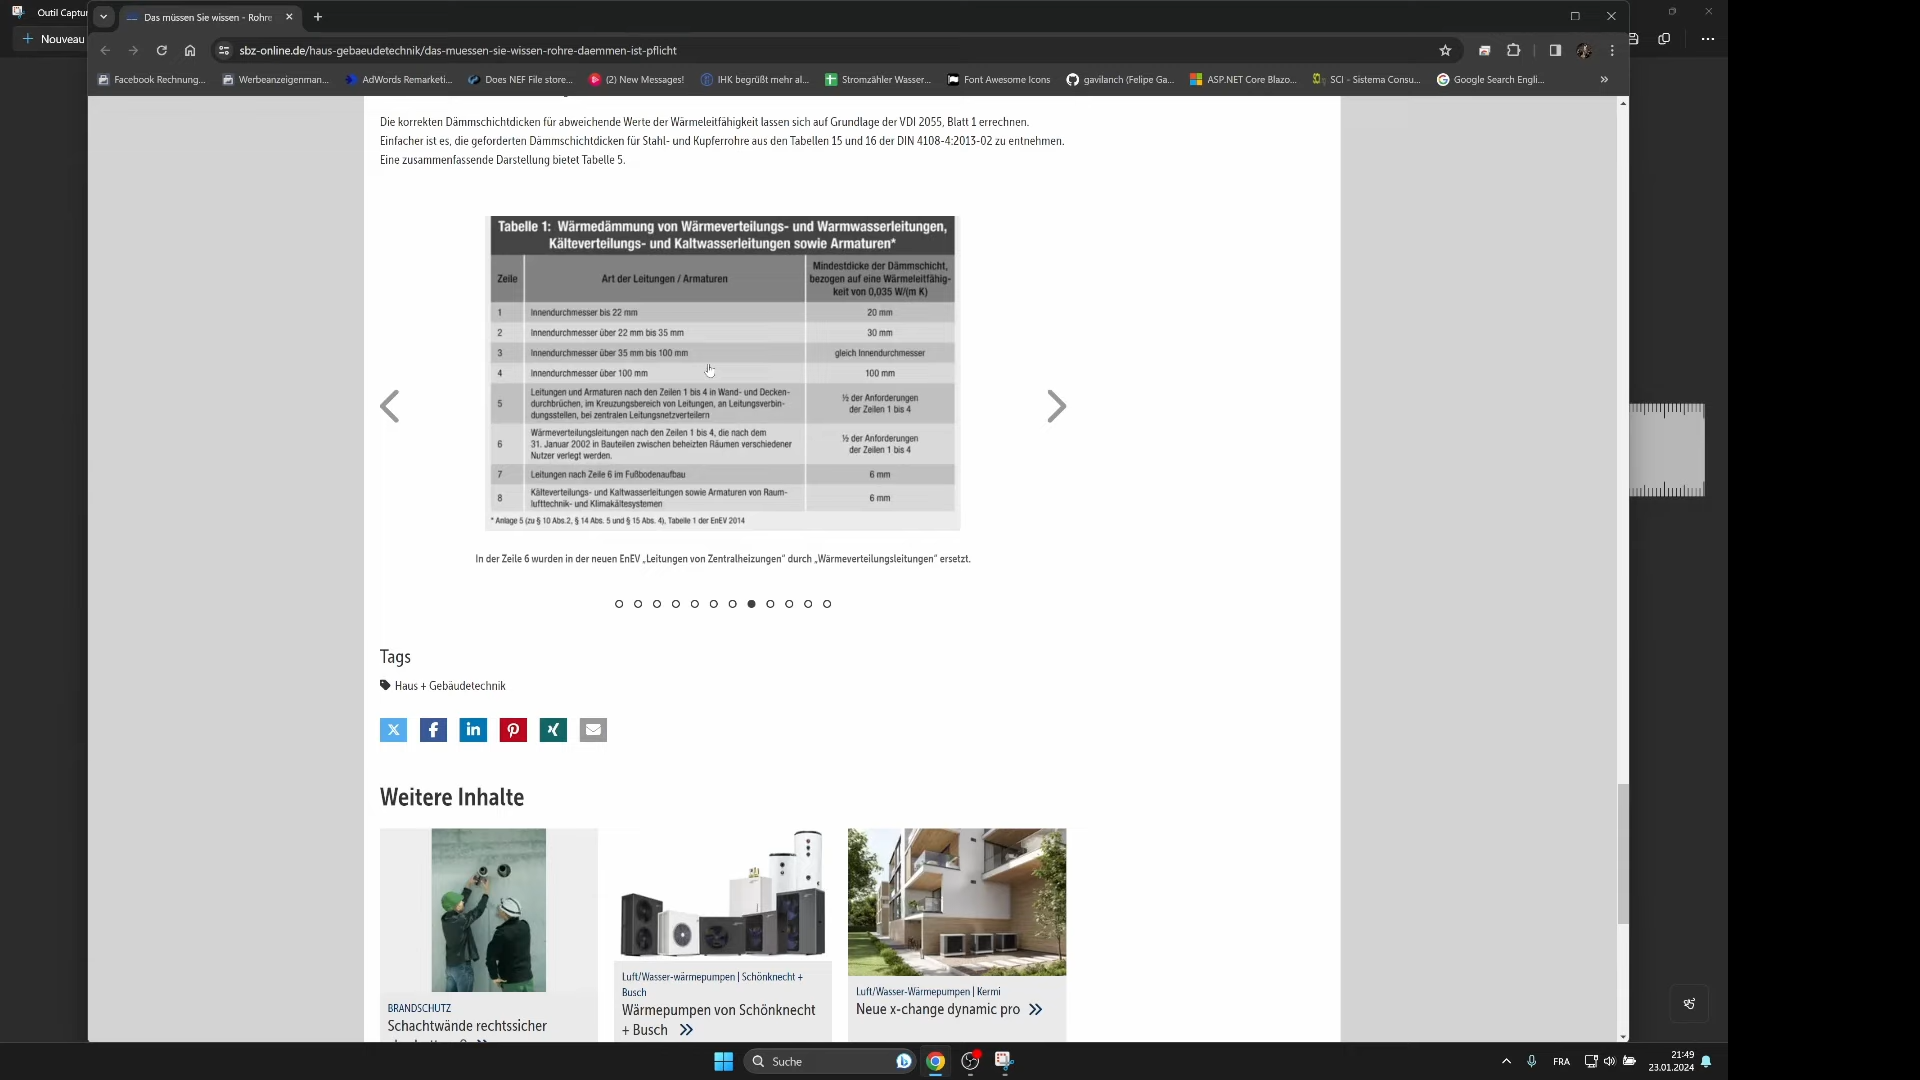 Outil Captur
Nouveau
Das müssen Sie wissen - Rohre
sbz-online.de/haus-gebaeudetechnik/das-muessen-sie-wissen-rohre-daemmen-ist-pflicht
Facebook Rechnung...
Werbeanzeigenman...
AdWords Remarketi...
Does NEF File store...
(2) New Messages!
IHK begrüßt mehr al...
Stromzähler Wasser...
Font Awesome Icons
gavilanch (Felipe Ga...
ASP.NET Core Blazo...
SCI - Sistema Consu...
Google Search Engli...
Die korrekten Dämmschichtdicken für abweichende Werte der Wärmeleitfähigkeit lassen sich auf Grundlage der VDI 2055, Blatt 1 errechnen.
Einfacher ist es, die geforderten Dämmschichtdicken für Stahl- und Kupferrohre aus den Tabellen 15 und 16 der DIN 4108-4:2013-02 zu entnehmen.
Eine zusammenfassende Darstellung bietet Tabelle 5.
Tabelle 1: Wärmedämmung von Wärmeverteilungs- und Warmwasserleitungen,
Kälteverteilungs- und Kaltwasserleitungen sowie Armaturen*
Zeile
Art der Leitungen / Armaturen
Mindestdicke der Dämmschicht,
bezogen auf eine Wärmeleitfähig-
keit von 0,035 W/(m K)
1 Innendurchmesser bis 22 mm 20 mm
2 Innendurchmesser über 22 mm bis 35 mm 30 mm
3 Innendurchmesser über 35 mm bis 100 mm gleich Innendurchmesser
4 Innendurchmesser über 100 mm 100 mm
5
Leitungen und Armaturen nach den Zeilen 1 bis 4 in Wand- und Decken-
durchbrüchen, im Kreuzungsbereich von Leitungen, an Leitungsverbin-
dungsstellen, bei zentralen Leitungsnetzverteilern
½ der Anforderungen
der Zeilen 1 bis 4
6
Wärmeverteilungsleitungen nach den Zeilen 1 bis 4, die nach dem
31. Januar 2002 in Bauteilen zwischen beheizten Räumen verschiedener
Nutzer verlegt werden.
½ der Anforderungen
der Zeilen 1 bis 4
7 Leitungen nach Zeile 6 im Fußbodenaufbau 6 mm
8
Kälteverteilungs- und Kaltwasserleitungen sowie Armaturen von Raum-
lufttechnik- und Klimakältesystemen
6 mm
* Anlage 5 (zu § 10 Abs.2, § 14 Abs. 5 und § 15 Abs. 4), Tabelle 1 der EnEV 2014
In der Zeile 6 wurden in der neuen EnEV „Leitungen von Zentralheizungen“ durch „Wärmeverteilungsleitungen“ ersetzt.
Tags
Haus + Gebäudetechnik
Weitere Inhalte
BRANDSCHUTZ
Schachtwände rechtssicher
Luft/Wasser-wärmepumpen | Schönknecht +
Busch
Wärmepumpen von Schönknecht
+ Busch
Luft/Wasser-Wärmepumpen | Kermi
Neue x-change dynamic pro
Suche
FRA
21:49
23.01.2024